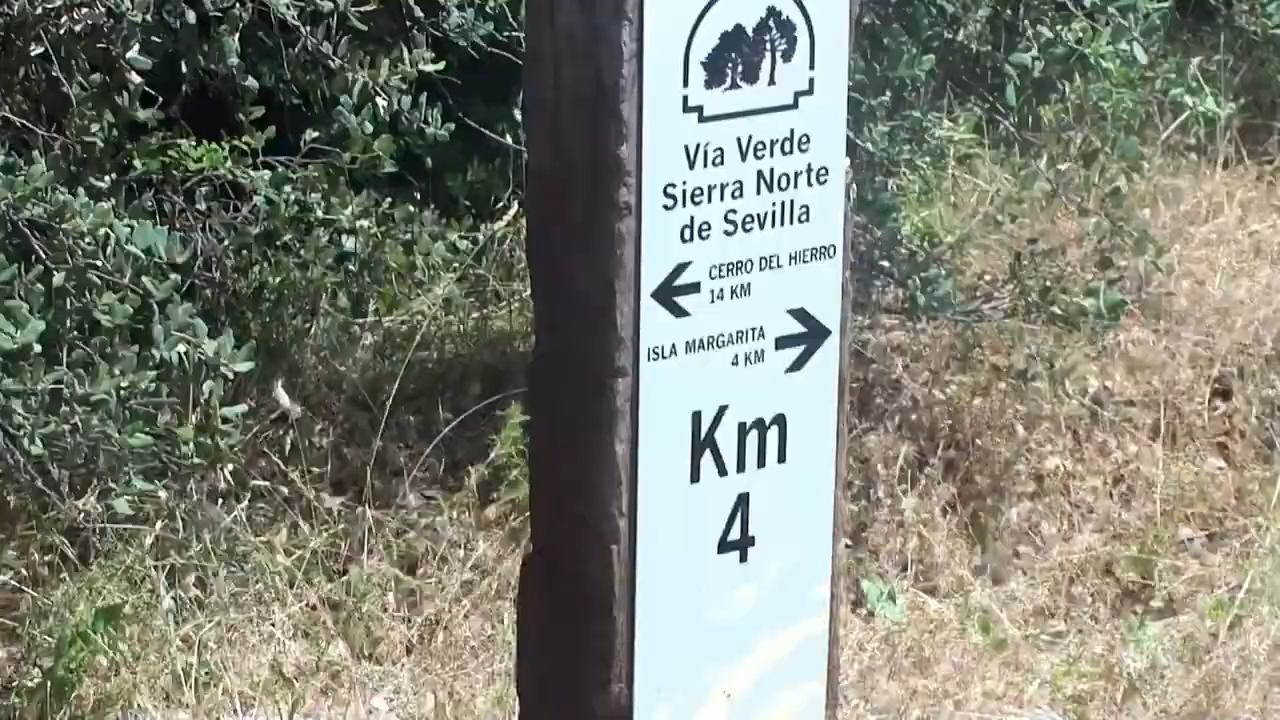 Vía Verde
Sierra Norte
de Sevilla
CERRO DEL HIERRO
14 KM
ISLA MARGARITA
4 KM
Km
4